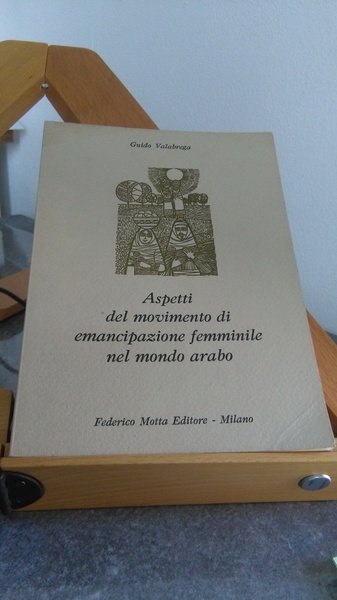 Guido Valabrega
Aspetti
del movimento di
emancipazione femminile
nel mondo arabo
Federico Motta Editore - Milano